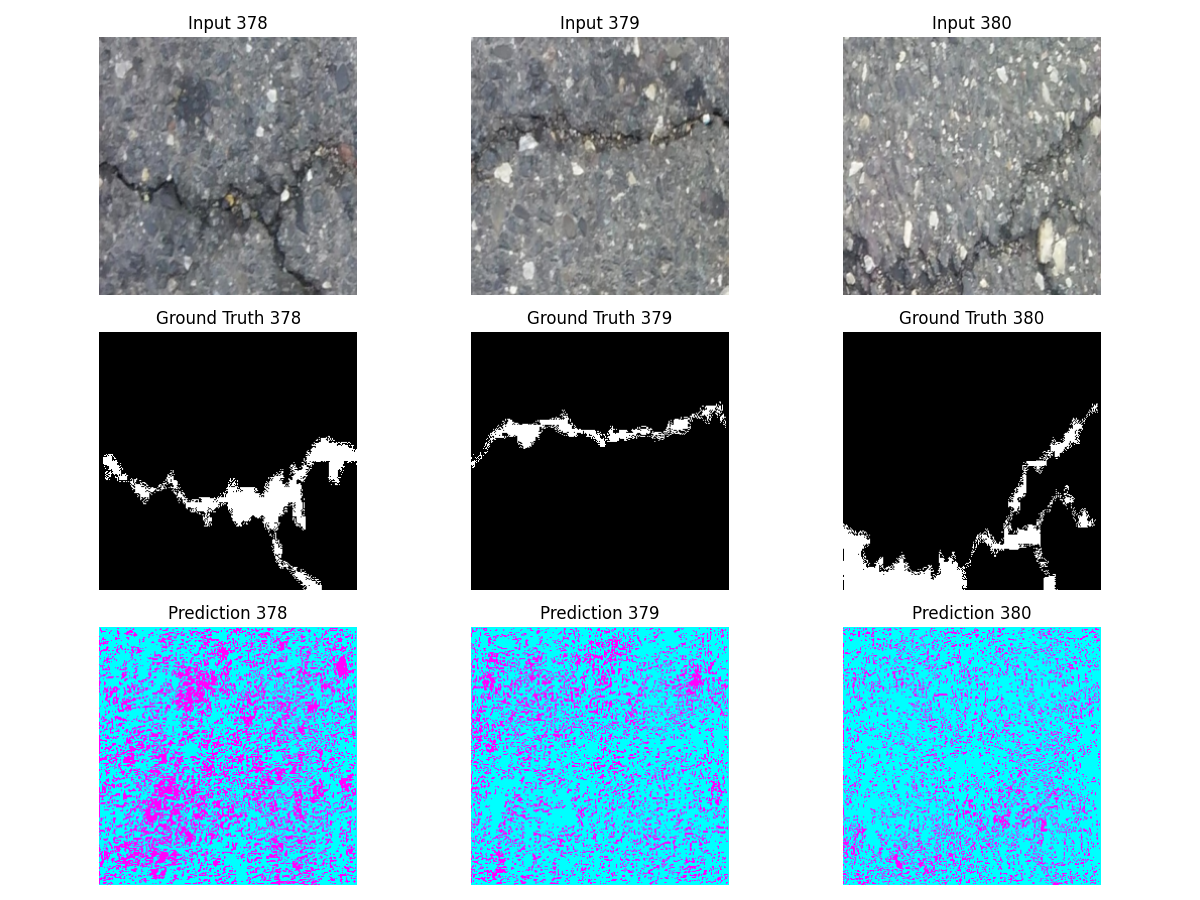 Input 378
Input 379
Input 380
Ground Truth 378
Ground Truth 379
Ground Truth 380
Prediction 378
Prediction 379
Prediction 380